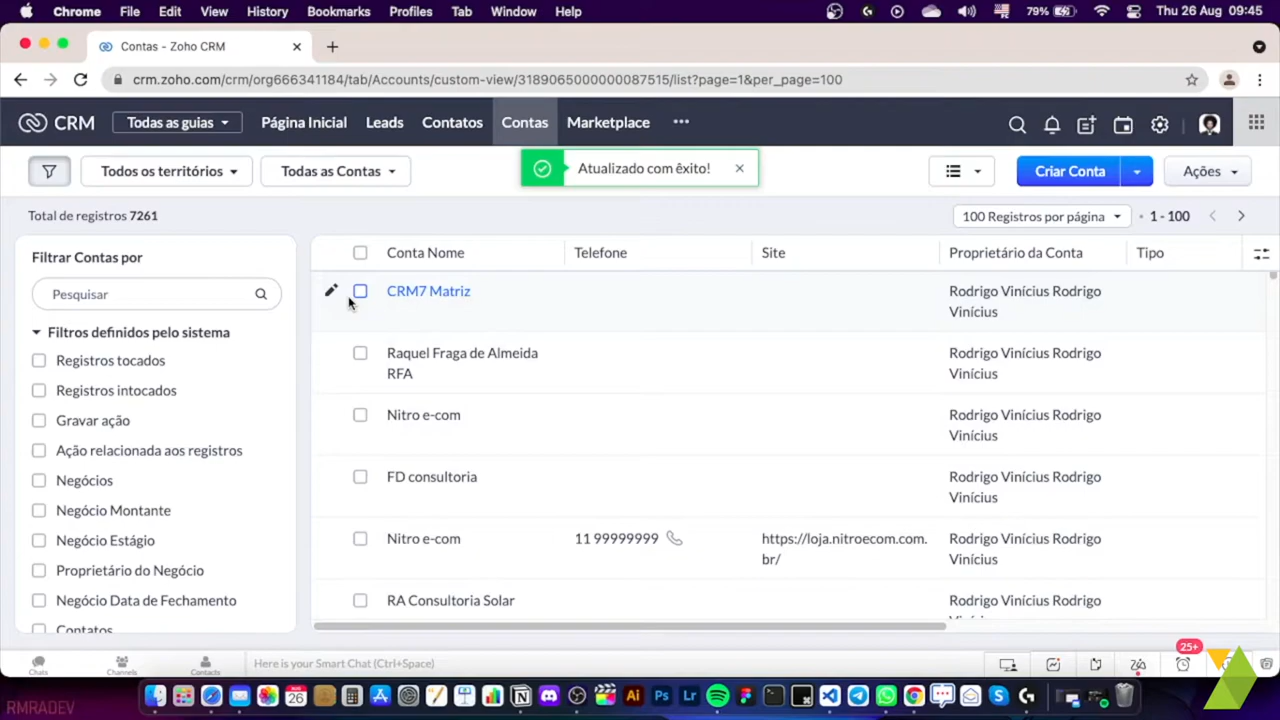 Chrome File Edit View History Bookmarks Profiles Tab Window Help 79% Thu 26 Aug 09:45
Contas - Zoho CRM
crm.zoho.com/crm/org666341184/tab/Accounts/custom-view/3189065000000087515/list?page=1&per_page=100
CRM Todas as guias Página Inicial Leads Contatos Contas Marketplace
Todos os territórios Todas as Contas Atualizado com êxito! Criar Conta Ações
Total de registros 7261 100 Registros por página 1 - 100
Filtrar Contas por
Pesquisar
Filtros definidos pelo sistema
Registros tocados
Registros intocados
Gravar ação
Ação relacionada aos registros
Negócios
Negócio Montante
Negócio Estágio
Proprietário do Negócio
Negócio Data de Fechamento
Contatos
Conta Nome Telefone Site Proprietário da Conta Tipo
CRM7 Matriz Rodrigo Vinícius Rodrigo
Vinícius
Raquel Fraga de Almeida Rodrigo Vinícius Rodrigo
RFA Vinícius
Nitro e-com Rodrigo Vinícius Rodrigo
Vinícius
FD consultoria Rodrigo Vinícius Rodrigo
Vinícius
Nitro e-com 11 99999999 https://loja.nitroecom.com. Rodrigo Vinícius Rodrigo
br/ Vinícius
RA Consultoria Solar Rodrigo Vinícius Rodrigo
Vinícius
Chats Channels Contacts Here is your Smart Chat (Ctrl+Space) 25+
RMRADEV